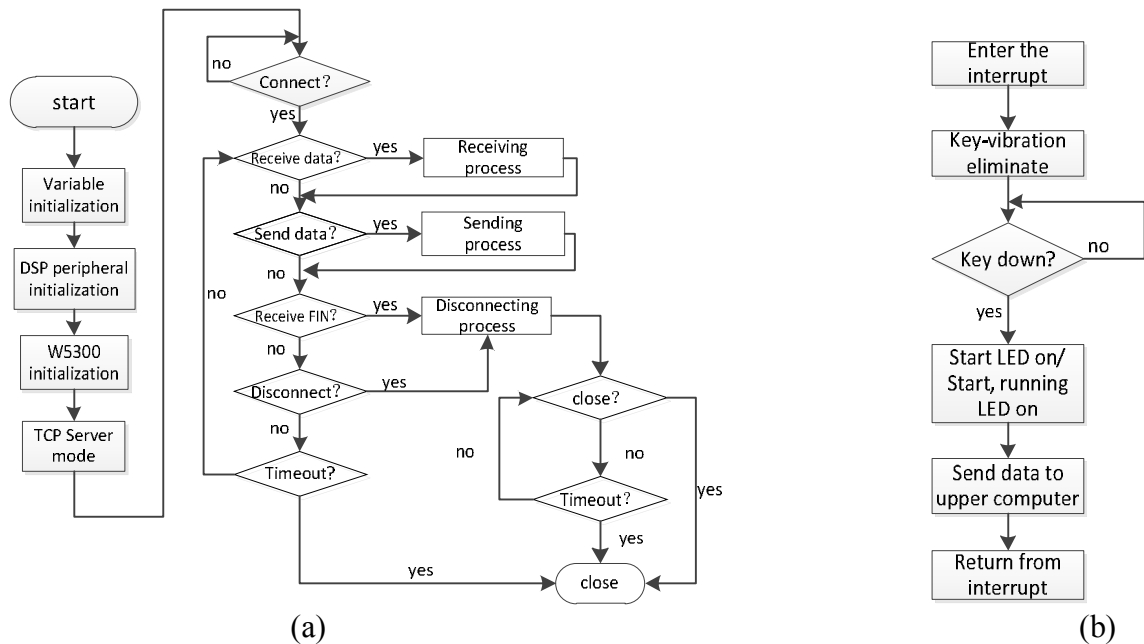 start
Variable
initialization
DSP peripheral
initialization
W5300
initialization
TCP Server
mode
no
Connect?
yes
Receive data?
yes
Receiving
process
no
Send data?
yes
Sending
process
no
no
Receive FIN?
yes
Disconnecting
process
no
Disconnect?
yes
no
Timeout?
close?
no
no
Timeout?
yes
yes
yes
close
(a)
Enter the
interrupt
Key-vibration
eliminate
Key down?
no
yes
Start LED on/
Start, running
LED on
Send data to
upper computer
Return from
interrupt
(b)